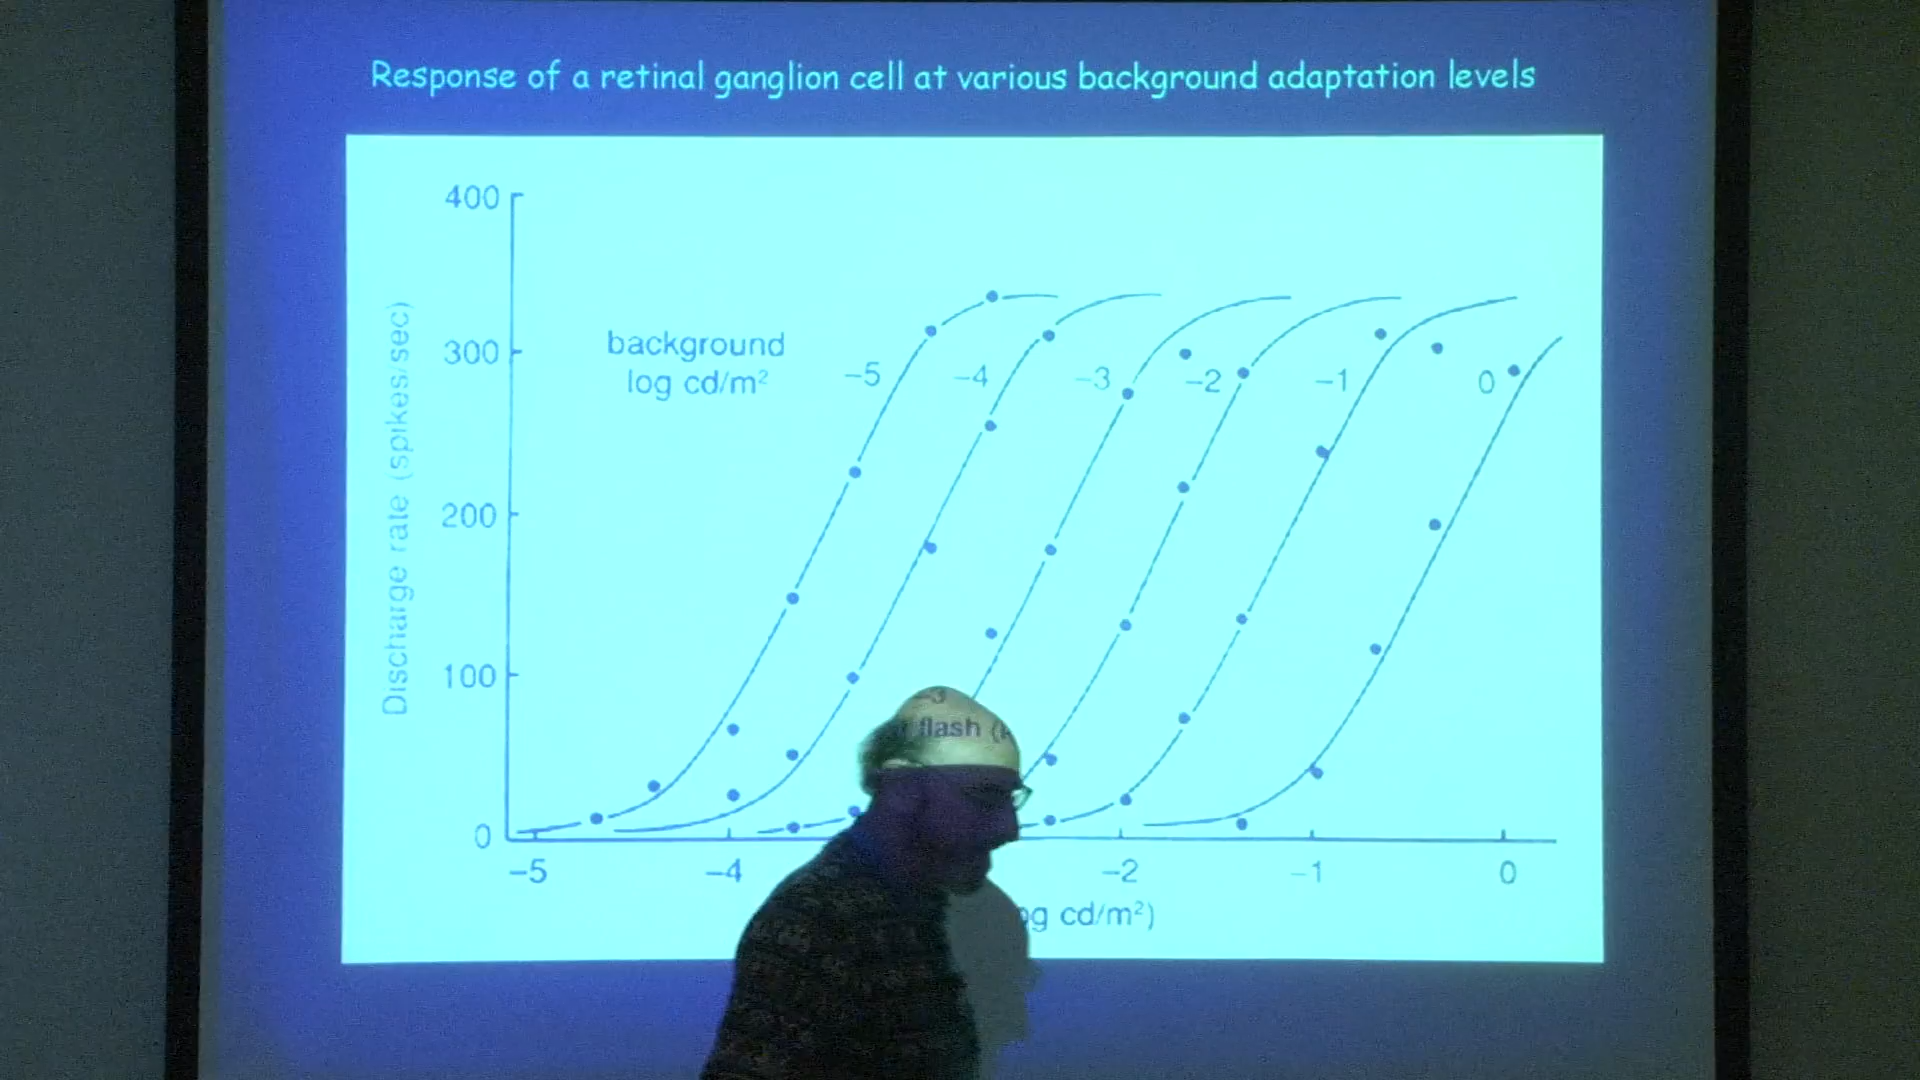 Response of a retinal ganglion cell at various background adaptation levels
400
300
200
100
0
Discharge rate (spikes/sec)
background
log cd/m²
−5
−4
−3
−2
−1
0
−5
−4
−3
−2
−1
0
flash
cd/m²)